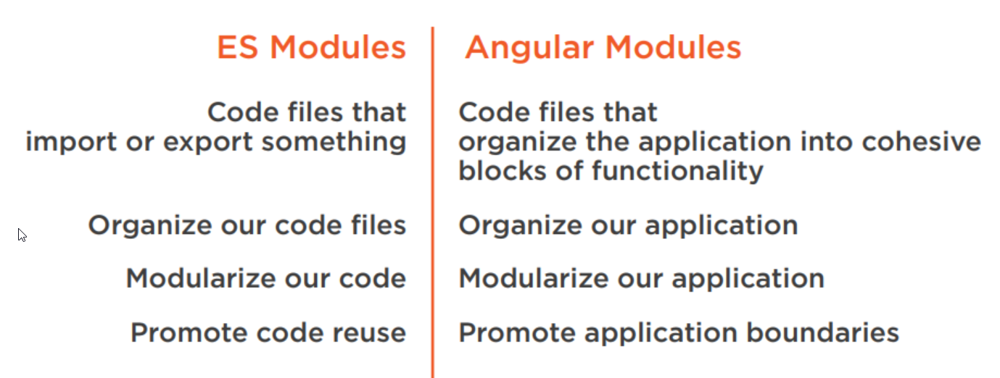 ES Modules
Code files that
import or export something
Organize our code files
Modularize our code
Promote code reuse
Angular Modules
Code files that
organize the application into cohesive
blocks of functionality
Organize our application
Modularize our application
Promote application boundaries